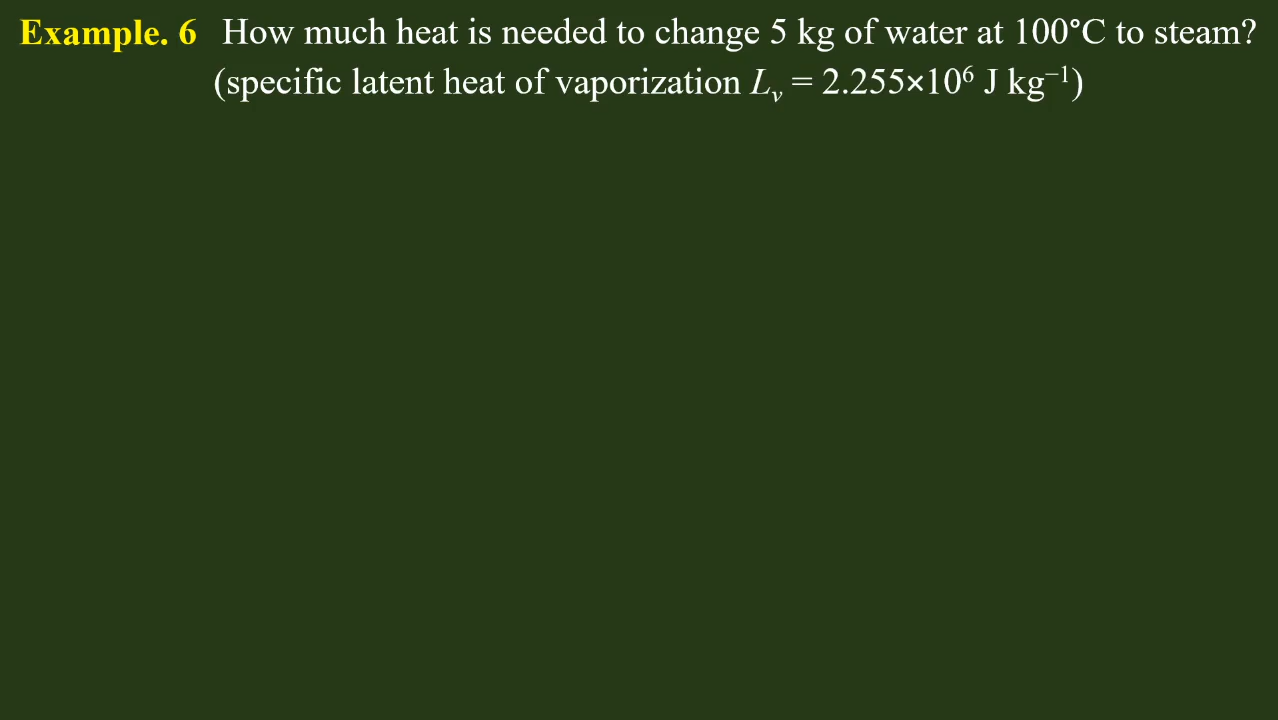 Example. 6 How much heat is needed to change 5 kg of water at 100°C to steam?
(specific latent heat of vaporization Lᵥ = 2.255×10⁶ J kg⁻¹)